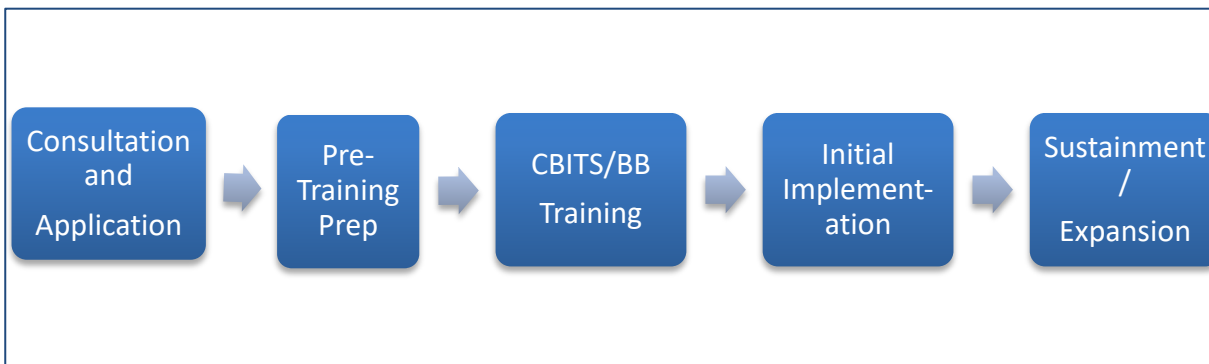 Consultation
and
Application
Pre-
Training
Prep
CBITS/BB
Training
Initial
Implement-
ation
Sustainment
/
Expansion